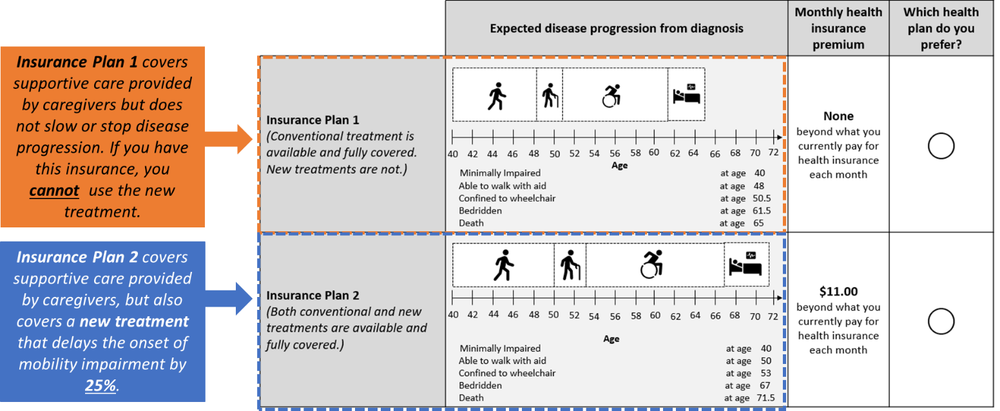 Expected disease progression from diagnosis
Monthly health
insurance
premium
Which health
plan do you
prefer?
Insurance Plan 1 covers
supportive care provided
by caregivers but does
not slow or stop disease
progression. If you have
this insurance, you
cannot use the new
treatment.
Insurance Plan 1
(Conventional treatment is
available and fully covered.
New treatments are not.)
40 42 44 46 48 50 52 54 56 58 60 62 64 66 68 70 72
Age
Minimally Impaired at age 40
Able to walk with aid at age 48
Confined to wheelchair at age 50.5
Bedridden at age 61.5
Death at age 65
None
beyond what you
currently pay for
health insurance
each month
Insurance Plan 2 covers
supportive care provided
by caregivers, but also
covers a new treatment
that delays the onset of
mobility impairment by
25%.
Insurance Plan 2
(Both conventional and new
treatments are available and
fully covered.)
40 42 44 46 48 50 52 54 56 58 60 62 64 66 68 70 72
Age
Minimally Impaired at age 40
Able to walk with aid at age 50
Confined to wheelchair at age 53
Bedridden at age 67
Death at age 71.5
$11.00
beyond what you
currently pay for
health insurance
each month